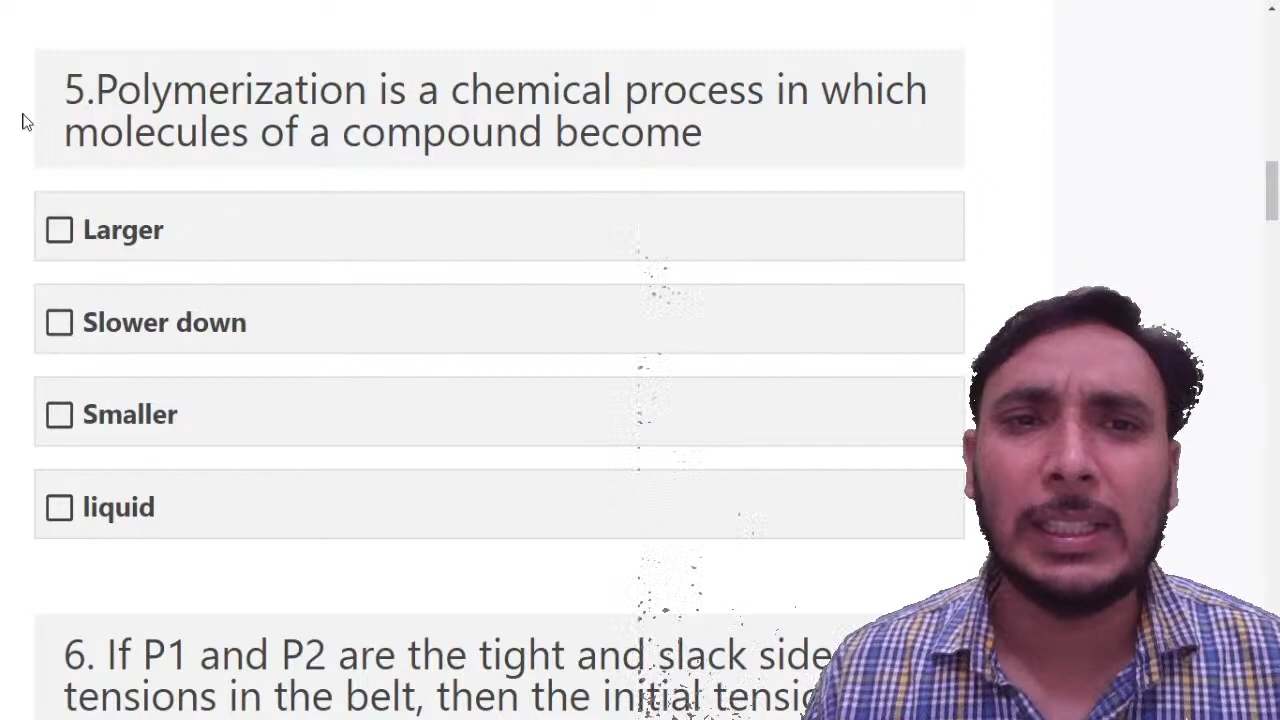 5.Polymerization is a chemical process in which
molecules of a compound become
Larger
Slower down
Smaller
liquid
6. If P1 and P2 are the tight and slack side
tensions in the belt, then the initial